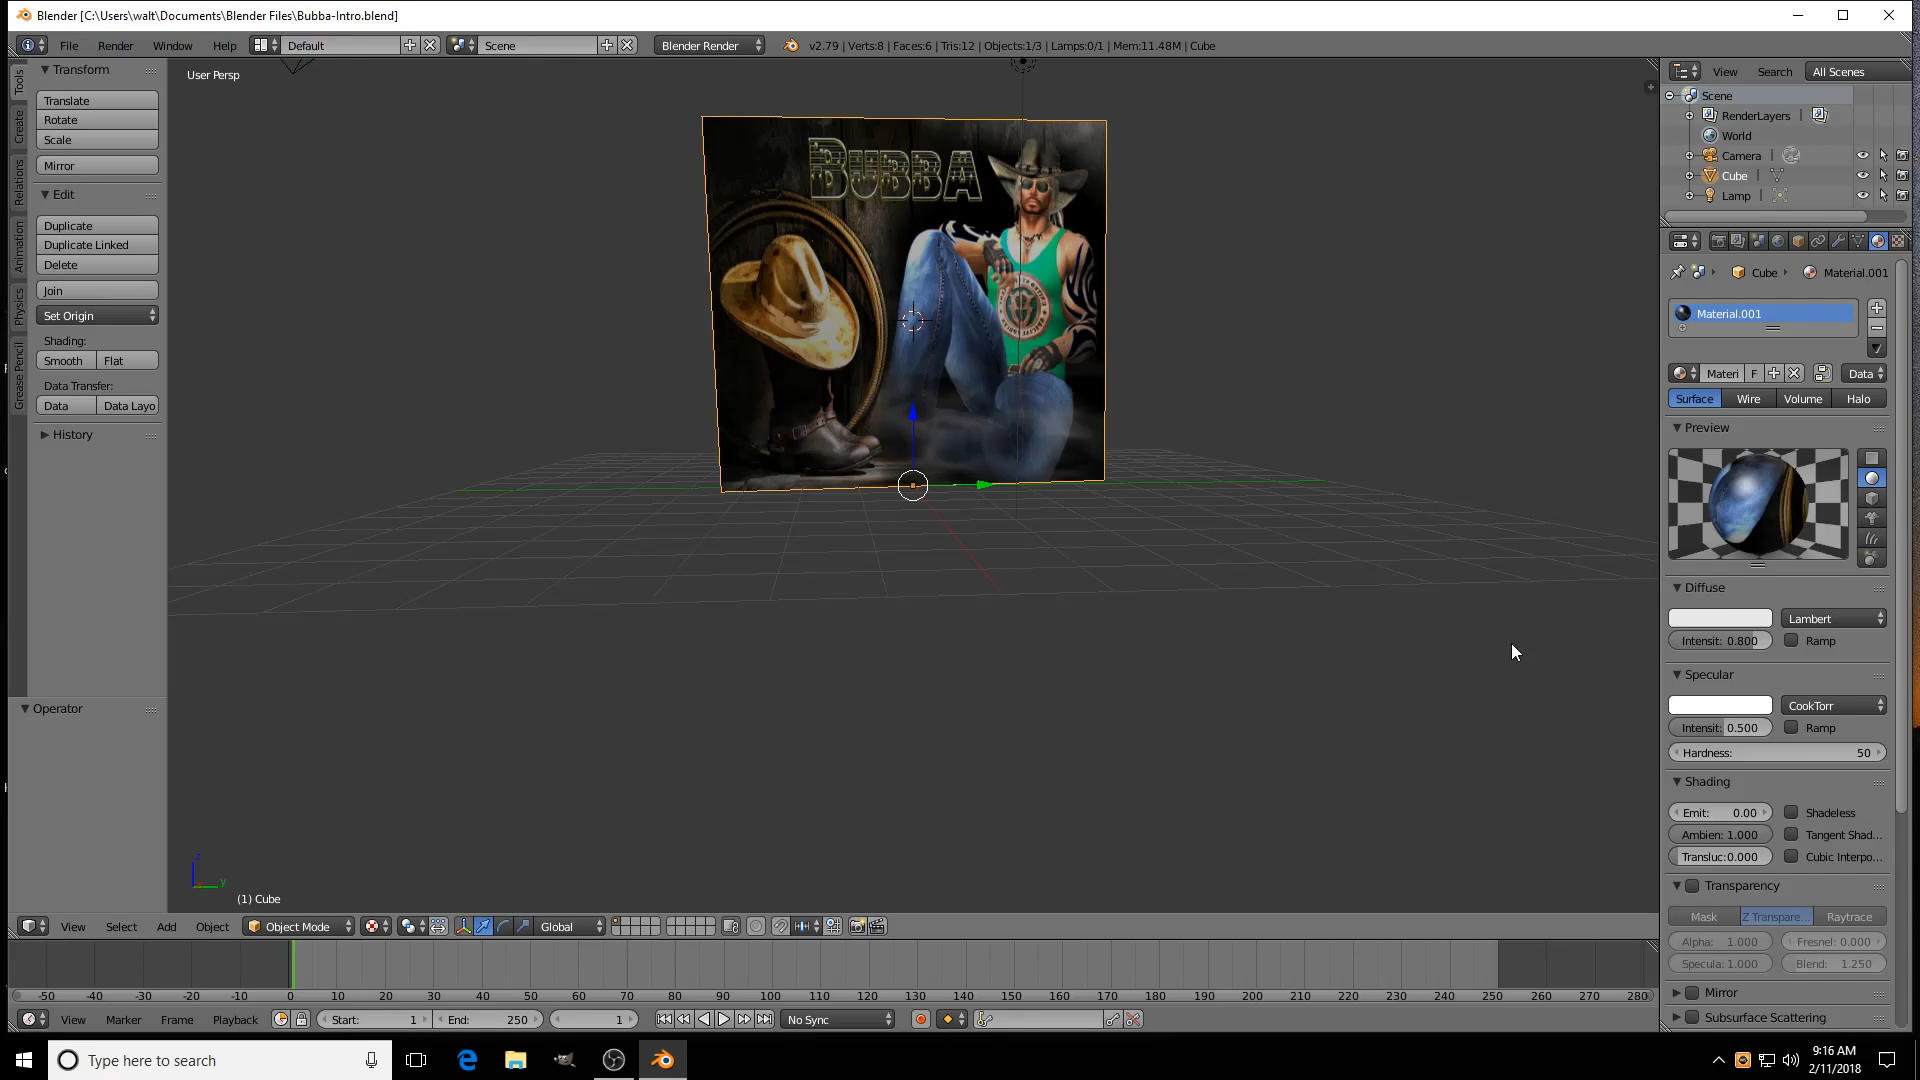 Blender [C:\Users\walt\Documents\Blender Files\Bubba-Intro.blend]
File Render Window Help Default Scene Blender Render v2.79 | Verts:8 | Faces:6 | Tris:12 | Objects:1/3 | Lamps:0/1 | Mem:11.48M | Cube
Tools
Create
Relations
Animation
Physics
Grease Pencil
Transform
Translate
Rotate
Scale
Mirror
Edit
Duplicate
Duplicate Linked
Delete
Join
Set Origin
Shading:
Smooth Flat
Data Transfer:
Data Data Layo
History
Operator
User Persp
BUBBA
z
y
(1) Cube
View Search All Scenes
Scene
RenderLayers
World
Camera
Cube
Lamp
Cube Material.001
Material.001
Materi F Data
Surface Wire Volume Halo
Preview
Diffuse
Lambert
Intensit: 0.800 Ramp
Specular
CookTorr
Intensit: 0.500 Ramp
Hardness: 50
Shading
Emit: 0.00 Shadeless
Ambien: 1.000 Tangent Shad...
Transluc:0.000 Cubic Interpo...
Transparency
Mask Z Transpare... Raytrace
Alpha: 1.000 Fresnel: 0.000
Specula: 1.000 Blend: 1.250
Mirror
Subsurface Scattering
View Select Add Object Object Mode Global
-50 -40 -30 -20 -10 0 10 20 30 40 50 60 70 80 90 100 110 120 130 140 150 160 170 180 190 200 210 220 230 240 250 260 270 280
View Marker Frame Playback Start: 1 End: 250 1 No Sync
Type here to search
9:16 AM
2/11/2018